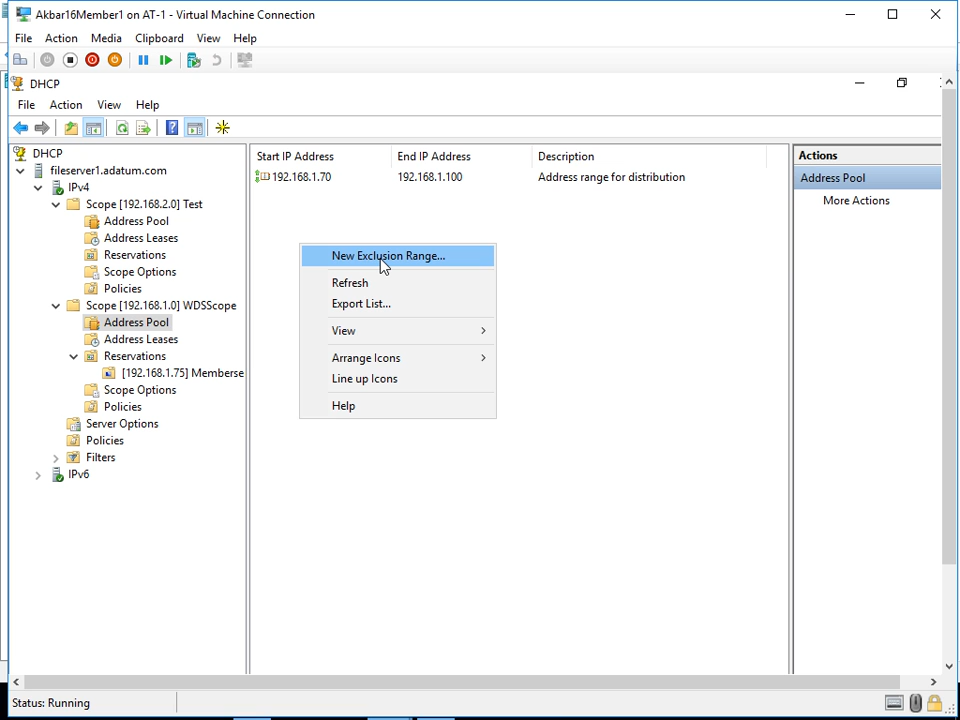 Akbar16Member1 on AT-1 - Virtual Machine Connection
File Action Media Clipboard View Help
DHCP
File Action View Help
DHCP
fileserver1.adatum.com
IPv4
Scope [192.168.2.0] Test
Address Pool
Address Leases
Reservations
Scope Options
Policies
Scope [192.168.1.0] WDSScope
Address Pool
Address Leases
Reservations
[192.168.1.75] Memberse
Scope Options
Policies
Server Options
Policies
Filters
IPv6
Start IP Address End IP Address Description
192.168.1.70 192.168.1.100 Address range for distribution
New Exclusion Range...
Refresh
Export List...
View
Arrange Icons
Line up Icons
Help
Actions
Address Pool
More Actions
Status: Running